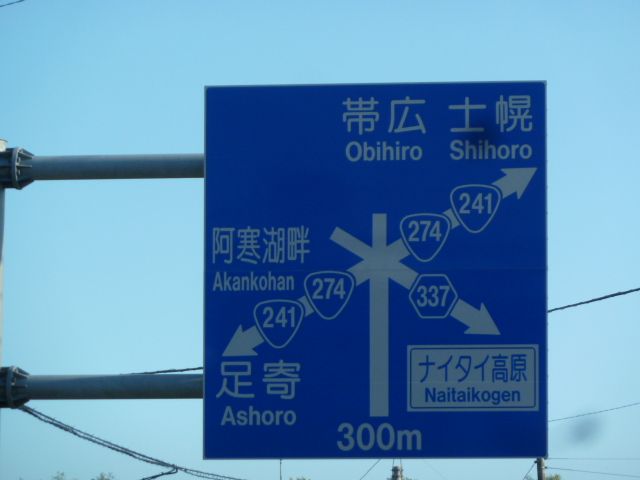 帯広 士幌
Obihiro Shihoro
241
274
阿寒湖畔
Akankohan
274
241
337
足寄
Ashoro
ナイタイ高原
Naitaikogen
300m